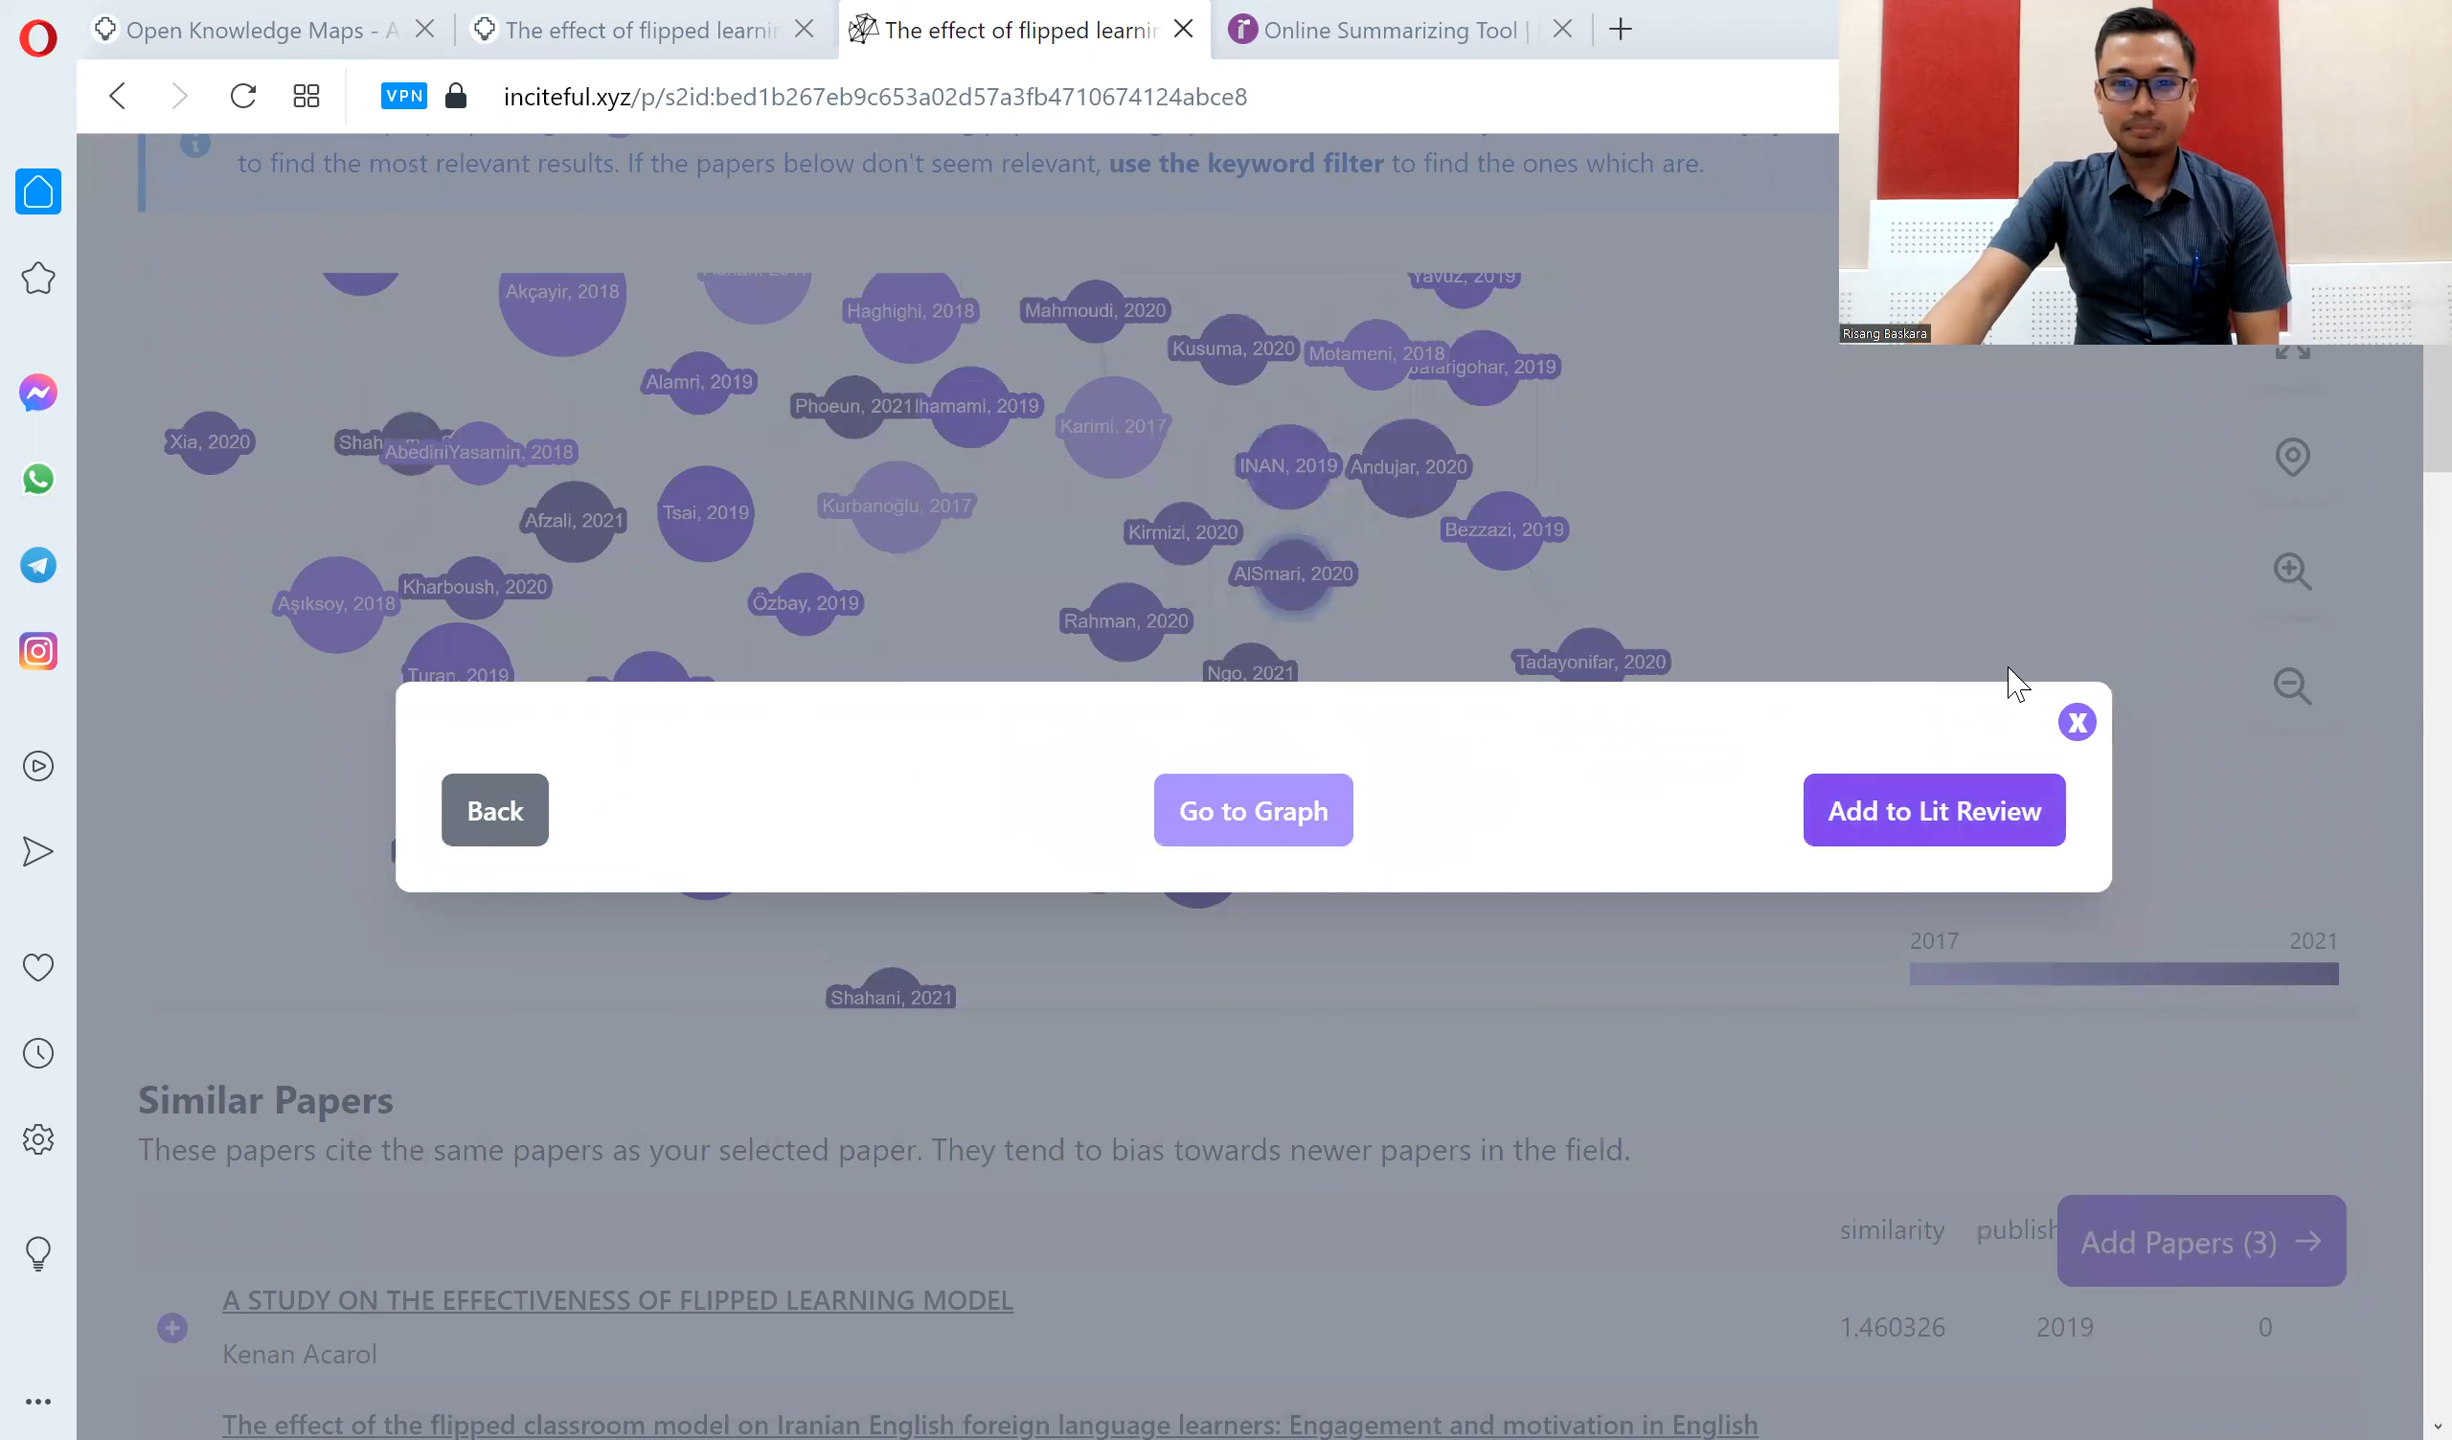 Open Knowledge Maps - A
The effect of flipped learnin
The effect of flipped learnin
Online Summarizing Tool |
VPN
inciteful.xyz/p/s2id:bed1b267eb9c653a02d57a3fb4710674124abce8
to find the most relevant results. If the papers below don't seem relevant, use the keyword filter to find the ones which are.
Risang Baskara
Akçayir, 2018
Haghighi, 2018
Mahmoudi, 2020
Yavuz, 2019
Kusuma, 2020
Motameni, 2018
Jafarigohar, 2019
Alamri, 2019
Phoeun, 2021
lhamami, 2019
Karimi, 2017
Xia, 2020
Shah
AbediniYasamin, 2018
INAN, 2019
Andujar, 2020
Afzali, 2021
Tsai, 2019
Kurbanoğlu, 2017
Kirmizi, 2020
Bezzazi, 2019
AlSmari, 2020
Aşıksoy, 2018
Kharboush, 2020
Özbay, 2019
Rahman, 2020
Turan, 2019
Ngo, 2021
Tadayonifar, 2020
X
Back
Go to Graph
Add to Lit Review
2017
2021
Shahani, 2021
Similar Papers
These papers cite the same papers as your selected paper. They tend to bias towards newer papers in the field.
similarity publish
Add Papers (3) →
A STUDY ON THE EFFECTIVENESS OF FLIPPED LEARNING MODEL
1.460326 2019 0
Kenan Acarol
The effect of the flipped classroom model on Iranian English foreign language learners: Engagement and motivation in English